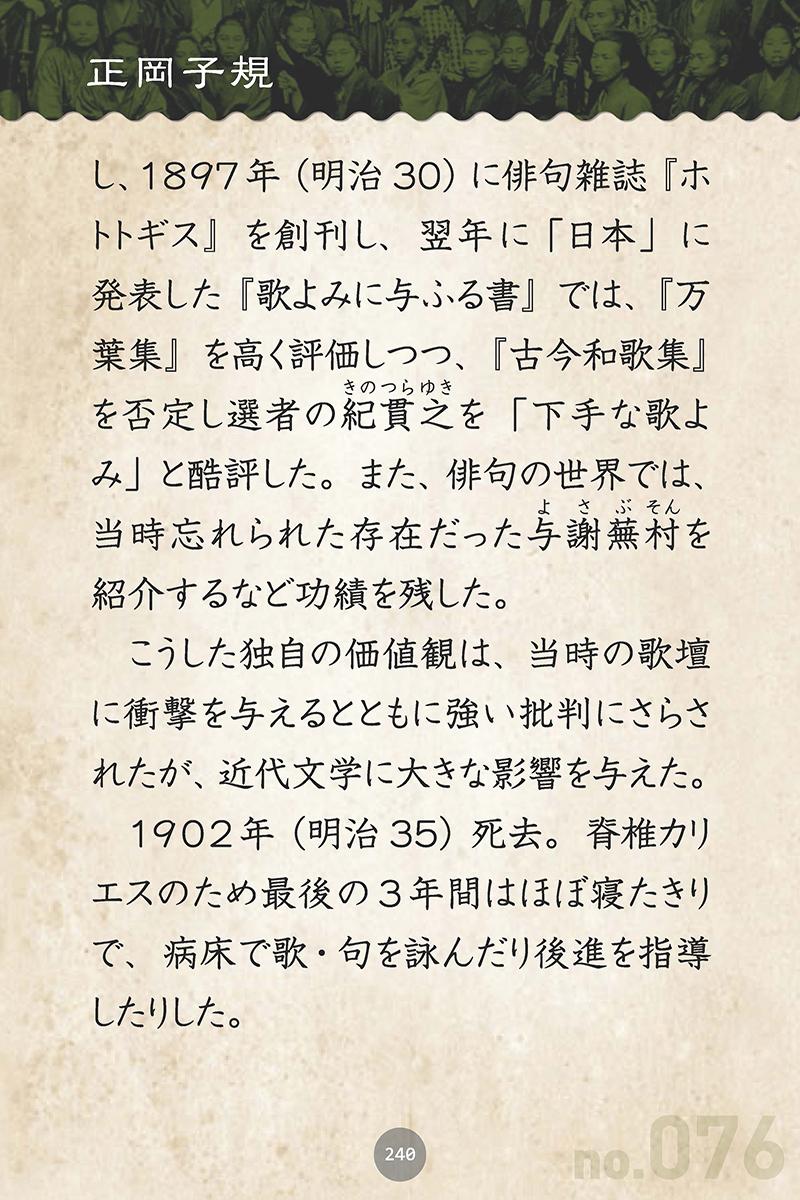 正岡子規
し、1897年（明治30）に俳句雑誌『ホ
トトギス』を創刊し、翌年に「日本」に
発表した『歌よみに与ふる書』では、『万
葉集』を高く評価しつつ、『古今和歌集』
きのつらゆき
を否定し選者の紀貫之を「下手な歌よ
み」と酷評した。また、俳句の世界では、
よさぶそん
当時忘れられた存在だった与謝蕪村を
紹介するなど功績を残した。
こうした独自の価値観は、当時の歌壇
に衝撃を与えるとともに強い批判にさらさ
れたが、近代文学に大きな影響を与えた。
1902年（明治35）死去。脊椎カリ
エスのため最後の3年間はほぼ寝たきり
で、病床で歌・句を詠んだり後進を指導
したりした。
240
no.076